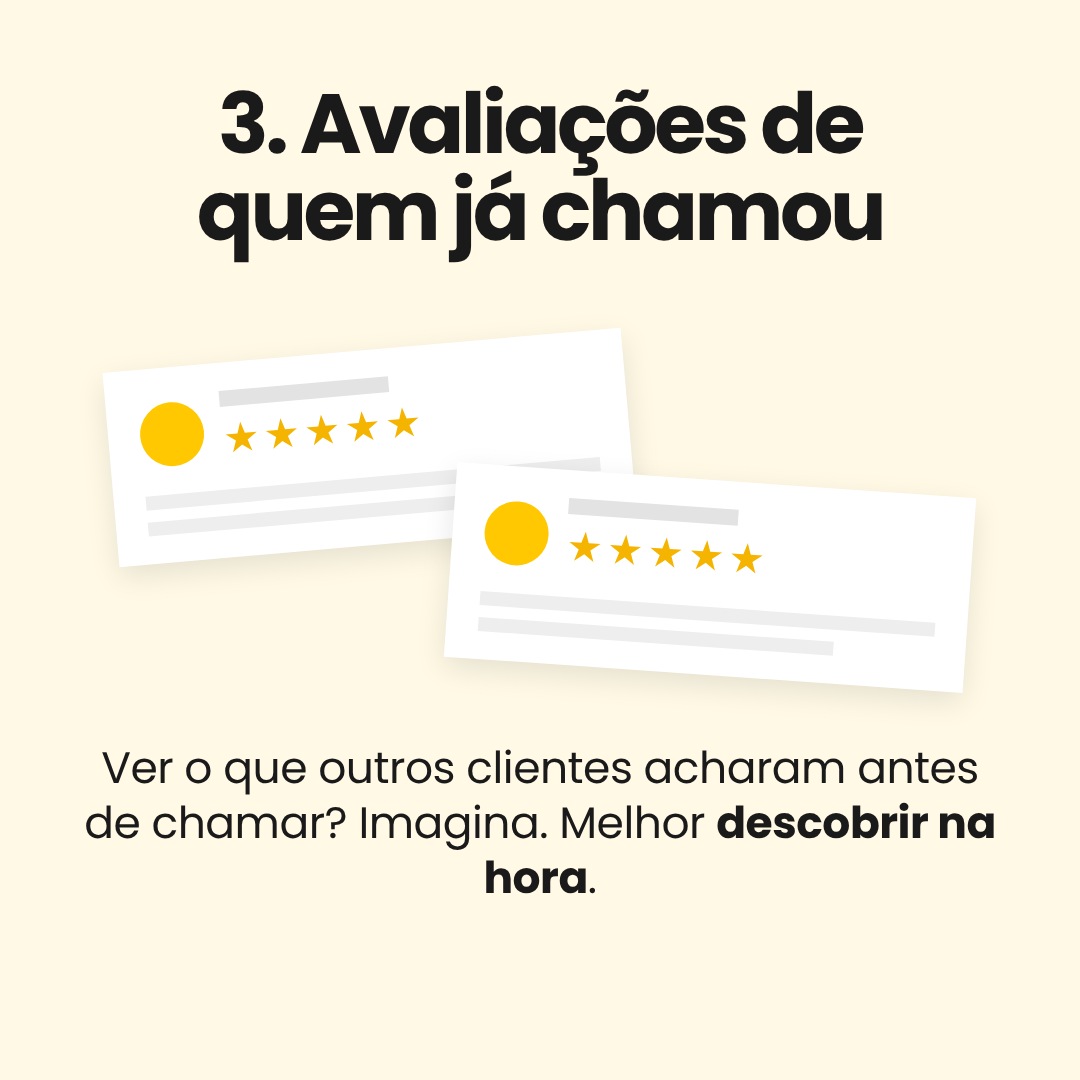 3. Avaliações de
quem já chamou
Ver o que outros clientes acharam antes
de chamar? Imagina. Melhor descobrir na
hora.